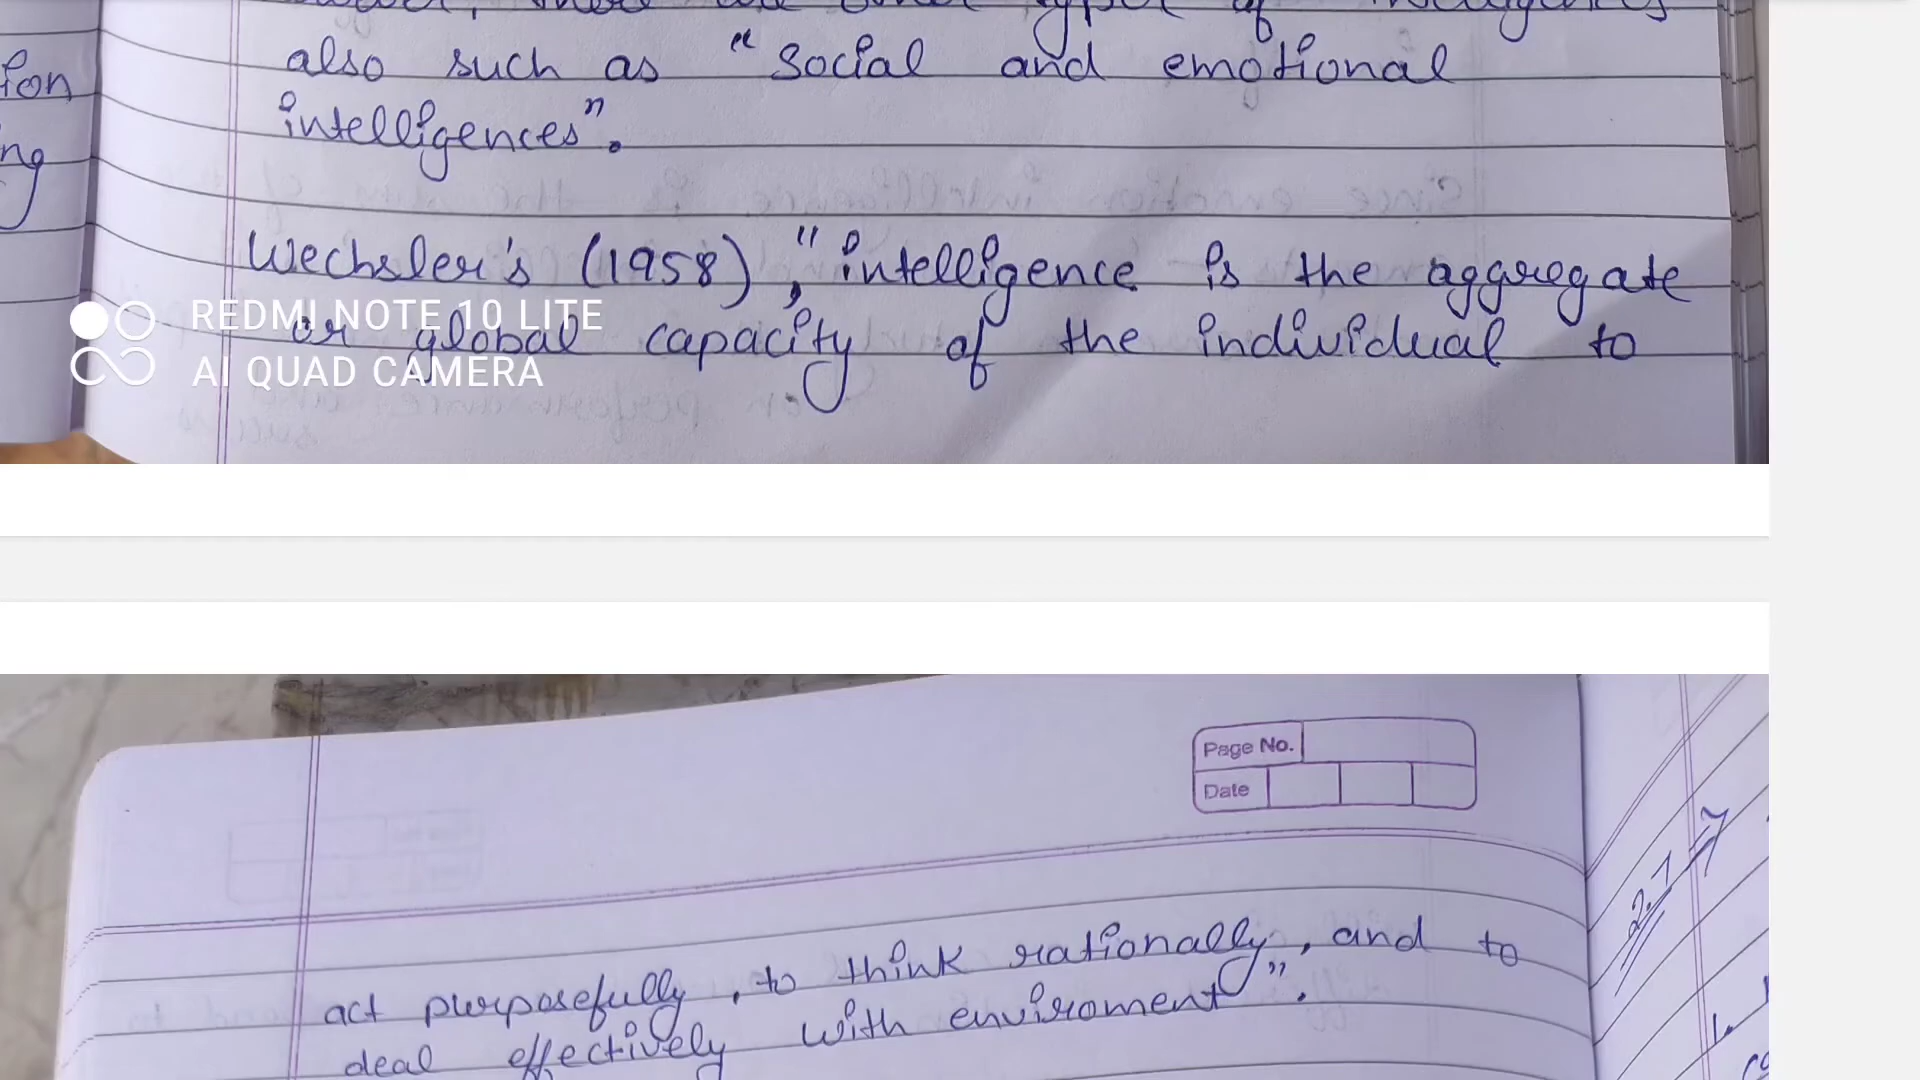 also such as "Social and emotional
intelligences".
Wechsler's (1958), "intelligence is the aggregate
or global capacity of the individual to
REDMI NOTE 10 LITE
AI QUAD CAMERA
Page No.
Date
act purposefully, to think rationally, and to
deal effectively with enviroment".
2.7 =>